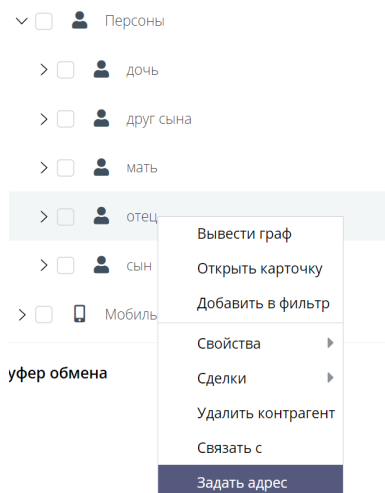 Персоны
дочь
друг сына
мать
отец
Вывести граф
сын
Открыть карточку
Добавить в фильтр
Мобиль
Свойства
уфер обмена
Сделки
Удалить контрагент
Связать с
Задать адрес